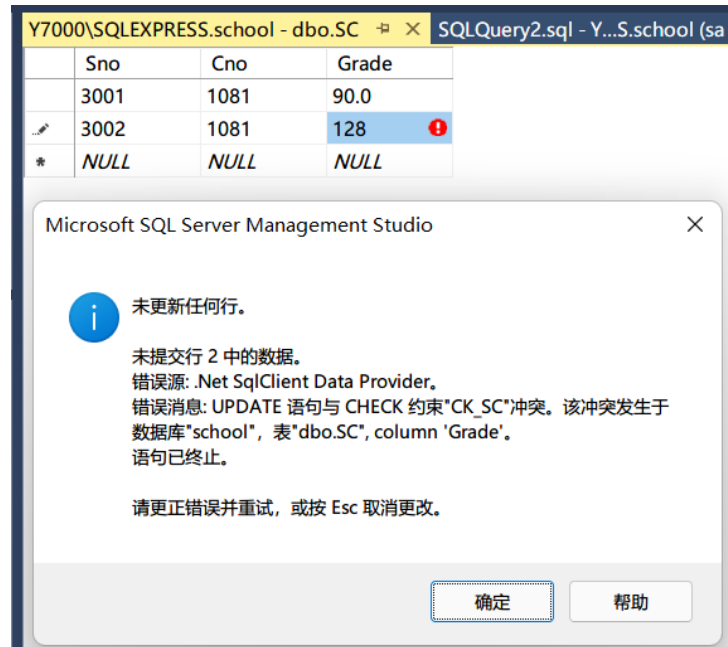 Y7000\SQLEXPRESS.school - dbo.SC SQLQuery2.sql - Y...S.school (sa
Sno Cno Grade
3001 1081 90.0
3002 1081 128
NULL NULL NULL
Microsoft SQL Server Management Studio
未更新任何行。
未提交行 2 中的数据。
错误源: .Net SqlClient Data Provider。
错误消息: UPDATE 语句与 CHECK 约束"CK_SC"冲突。该冲突发生于
数据库"school"，表"dbo.SC", column 'Grade'。
语句已终止。
请更正错误并重试，或按 Esc 取消更改。
确定 帮助